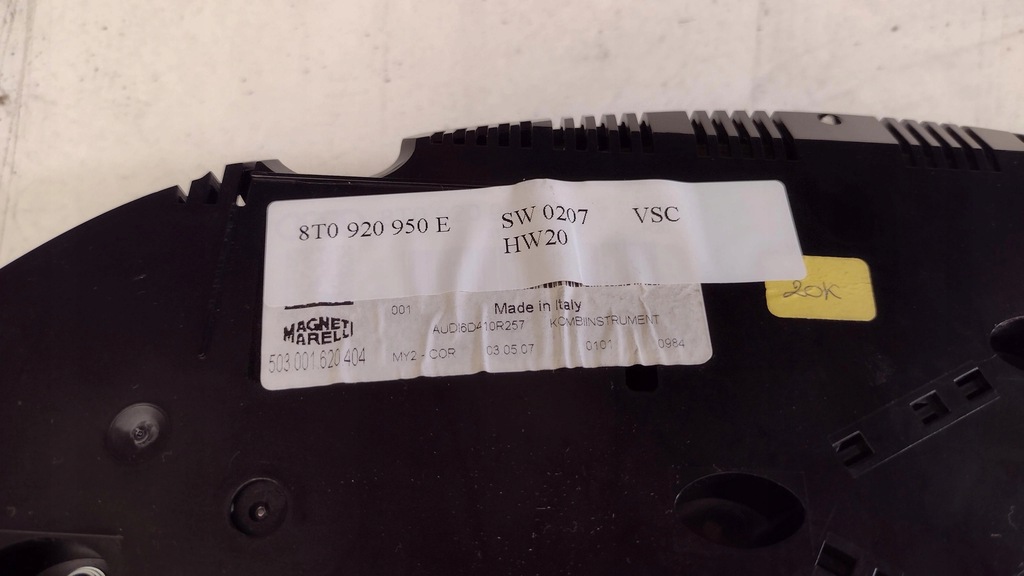 8T0 920 950 E SW 0207 VSC
HW20
001 Made in Italy
MAGNETI MARELLI
AUDI6D410R257 KOMBIINSTRUMENT
503.001.620.404 MY2 - COR 03.05.07 0101 0984
20K